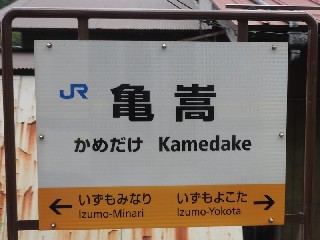 JR 亀嵩
かめだけ Kamedake
← いずもみなり いずもよこた →
Izumo-Minari Izumo-Yokota